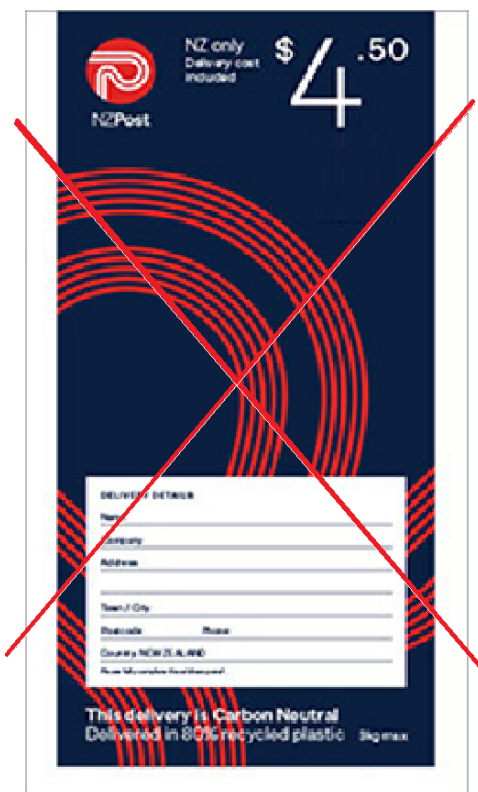 NZ only
Delivery cost
included
$4.50
NZPost
DELIVERY DETAILS
Name
Company
Address
Town / City
Postcode Phone
Country NEW ZEALAND
This delivery is Carbon Neutral
Delivered in 80% recycled plastic 3kg max